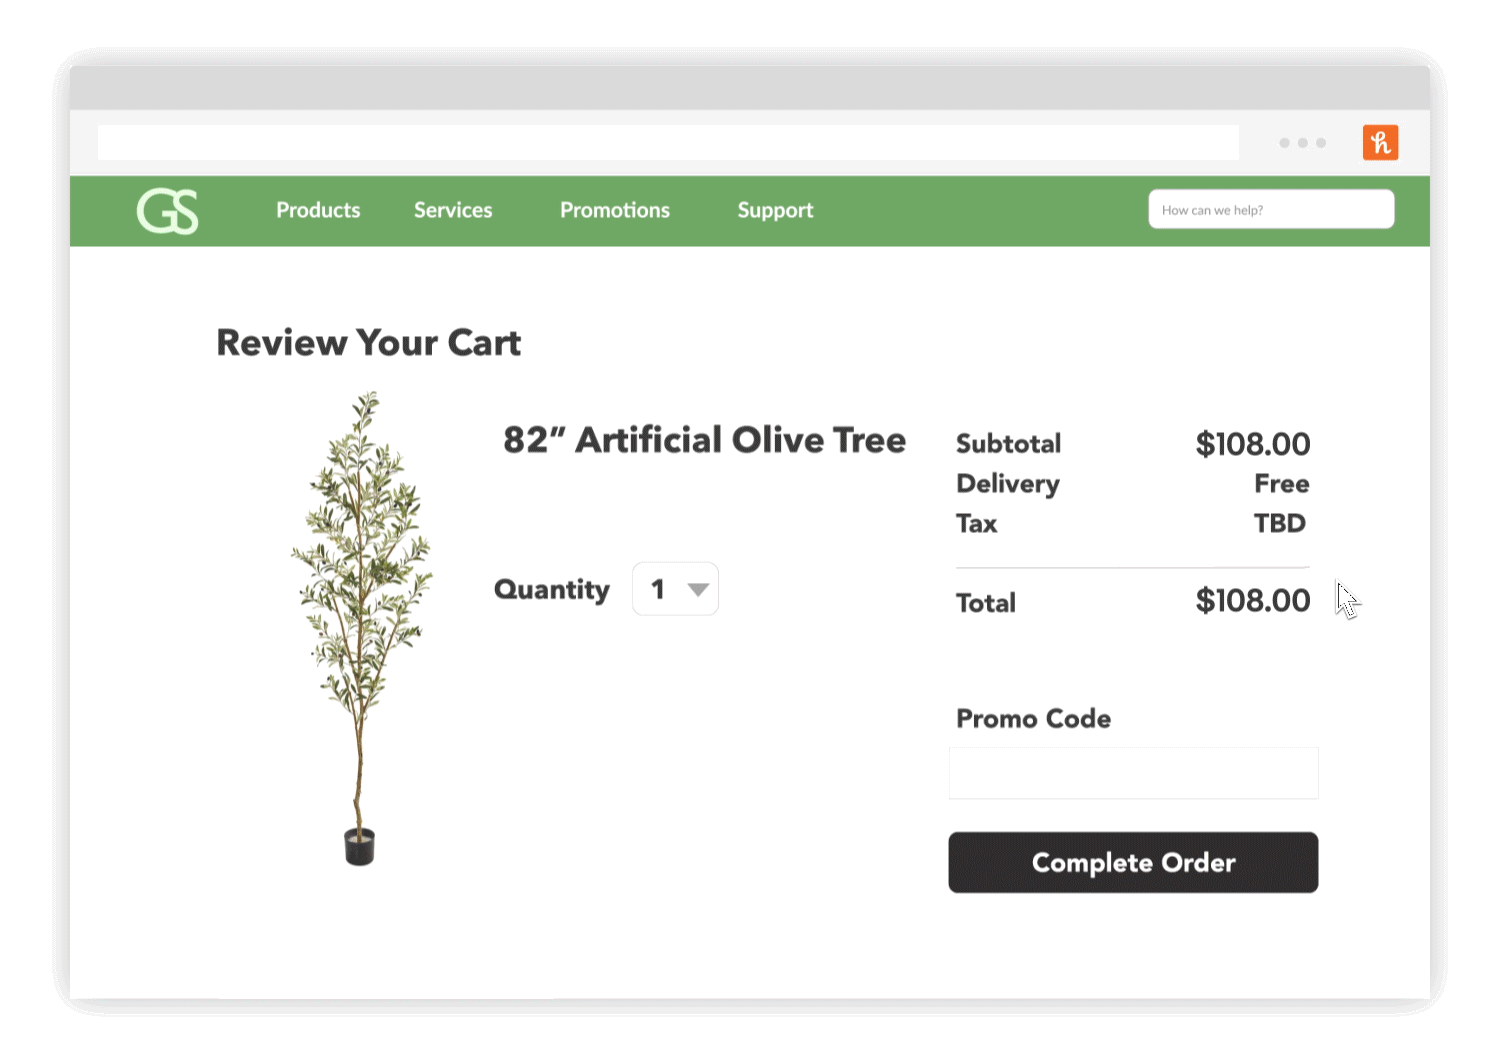 h
GS
Products Services Promotions Support
How can we help?
Review Your Cart
82” Artificial Olive Tree
Quantity 1
Subtotal $108.00
Delivery Free
Tax TBD
Total $108.00
Promo Code
Complete Order